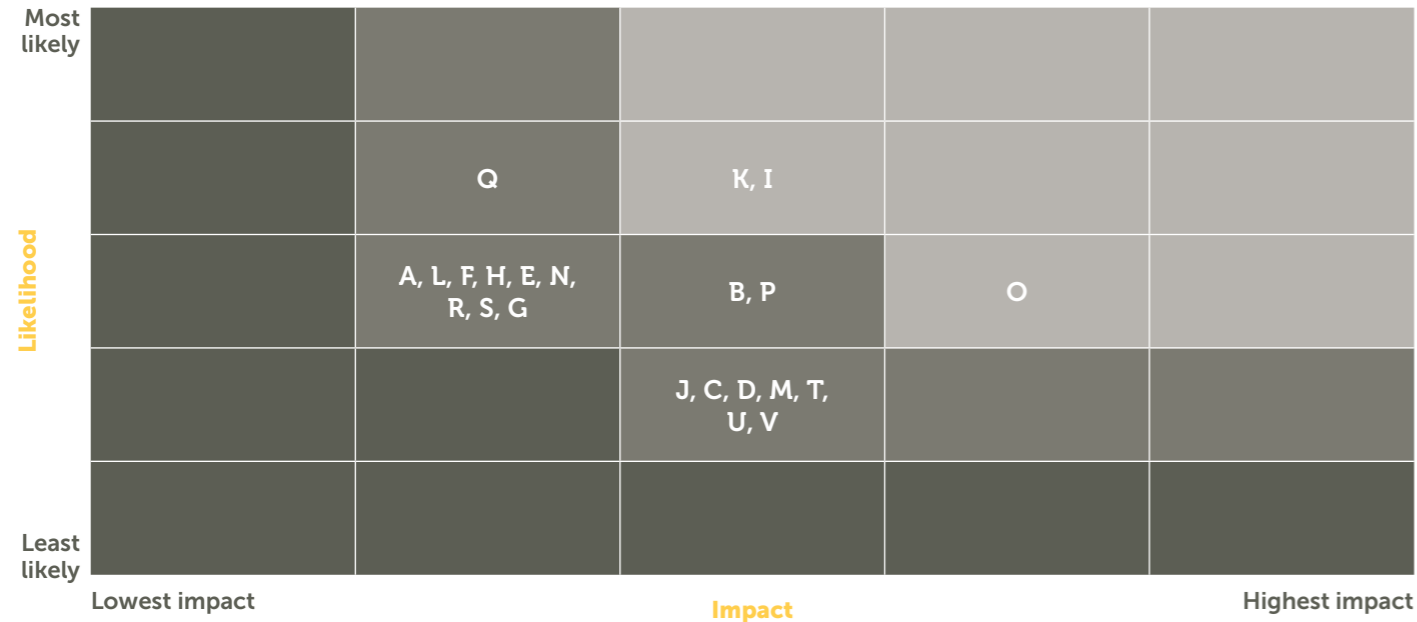 Most
likely
Q
K, I
Likelihood
A, L, F, H, E, N,
R, S, G
B, P
O
J, C, D, M, T,
U, V
Least
likely
Lowest impact
Impact
Highest impact